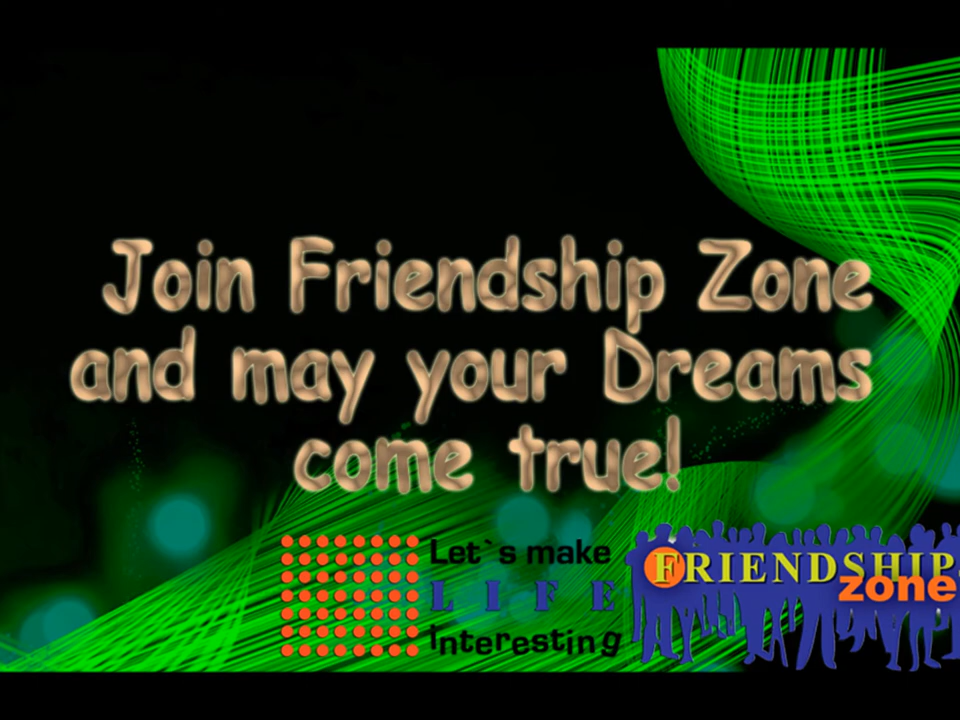 Join Friendship Zone
and may your Dreams
come true!
Let`s make
LIFE
interesting
FRIENDSHIP
zone